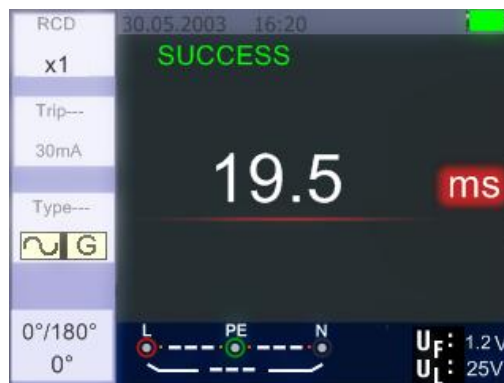 RCD
x1
Trip---
30mA
Type---
G
0°/180°
0°
30.05.2003 16:20
SUCCESS
19.5 ms
L PE N
UF: 1.2V
UL: 25V